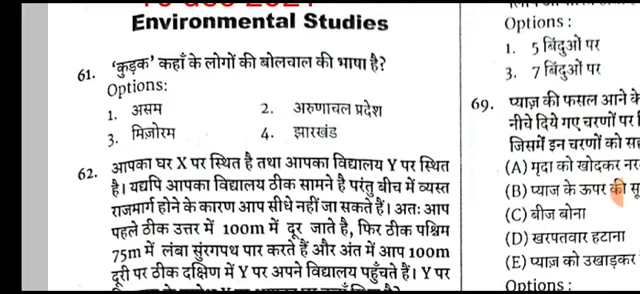 Environmental Studies
61. ‘कुड़क’ कहाँ के लोगों की बोलचाल की भाषा है?
Options:
1. असम 2. अरुणाचल प्रदेश
3. मिज़ोरम 4. झारखंड
62. आपका घर X पर स्थित है तथा आपका विद्यालय Y पर स्थित
है। यद्यपि आपका विद्यालय ठीक सामने है परंतु बीच में व्यस्त
राजमार्ग होने के कारण आप सीधे नहीं जा सकते हैं। अतः आप
पहले ठीक उत्तर में 100m में दूर जाते है, फिर ठीक पश्चिम
75m में लंबा सुंरगपथ पार करते हैं और अंत में आप 100m
दूरी पर ठीक दक्षिण में Y पर अपने विद्यालय पहुँचते हैं। Y पर
Options :
1. 5 बिंदुओं पर
3. 7 बिंदुओं पर
69. प्याज़ की फसल आने के
नीचे दिये गए चरणों पर
जिसमें इन चरणों को
(A) मृदा को खोदकर
(B) प्याज के ऊपर की
(C) बीज बोना
(D) खरपतवार हटाना
(E) प्याज़ को उखाड़कर
Options :